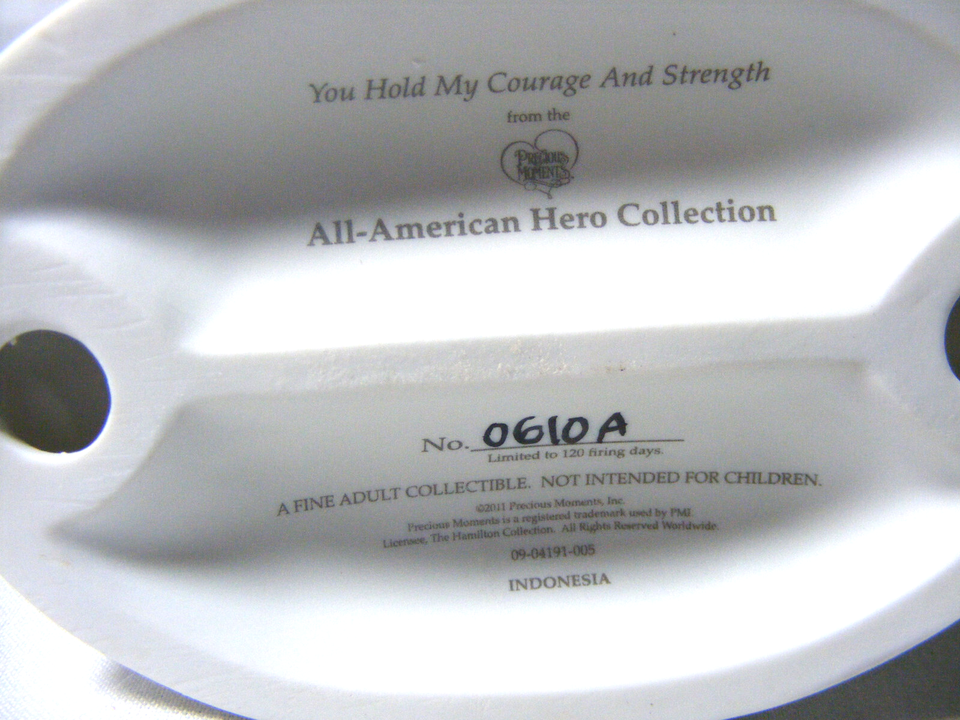 You Hold My Courage And Strength
from the
PRECIOUS
MOMENTS
All-American Hero Collection
No. 0610A
Limited to 120 firing days.
A FINE ADULT COLLECTIBLE. NOT INTENDED FOR CHILDREN.
©2011 Precious Moments, Inc.
Precious Moments is a registered trademark used by PMI.
Licensee, The Hamilton Collection. All Rights Reserved Worldwide.
09-04191-005
INDONESIA